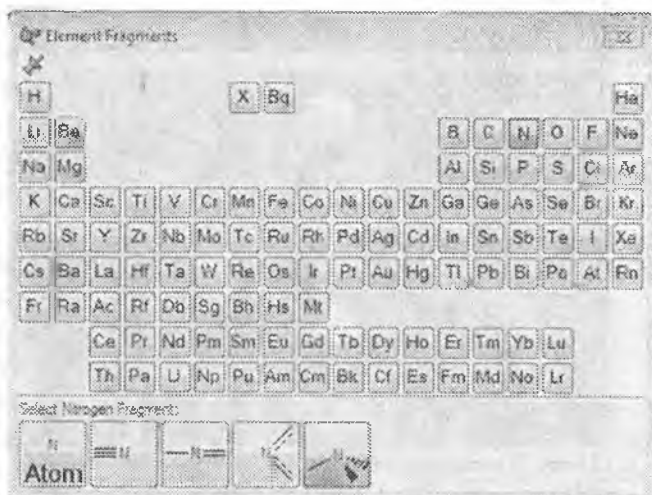 Element Fragments
H X Bq He
Li Be B C N O F Ne
Na Mg Al Si P S Cl Ar
K Ca Sc Ti V Cr Mn Fe Co Ni Cu Zn Ga Ge As Se Br Kr
Rb Sr Y Zr Nb Mo Tc Ru Rh Pd Ag Cd In Sn Sb Te I Xe
Cs Ba La Hf Ta W Re Os Ir Pt Au Hg Tl Pb Bi Po At Rn
Fr Ra Ac Rf Db Sg Bh Hs Mt
Ce Pr Nd Pm Sm Eu Gd Tb Dy Ho Er Tm Yb Lu
Th Pa U Np Pu Am Cm Bk Cf Es Fm Md No Lr
Select Nitrogen Fragment:
N N N N N
Atom